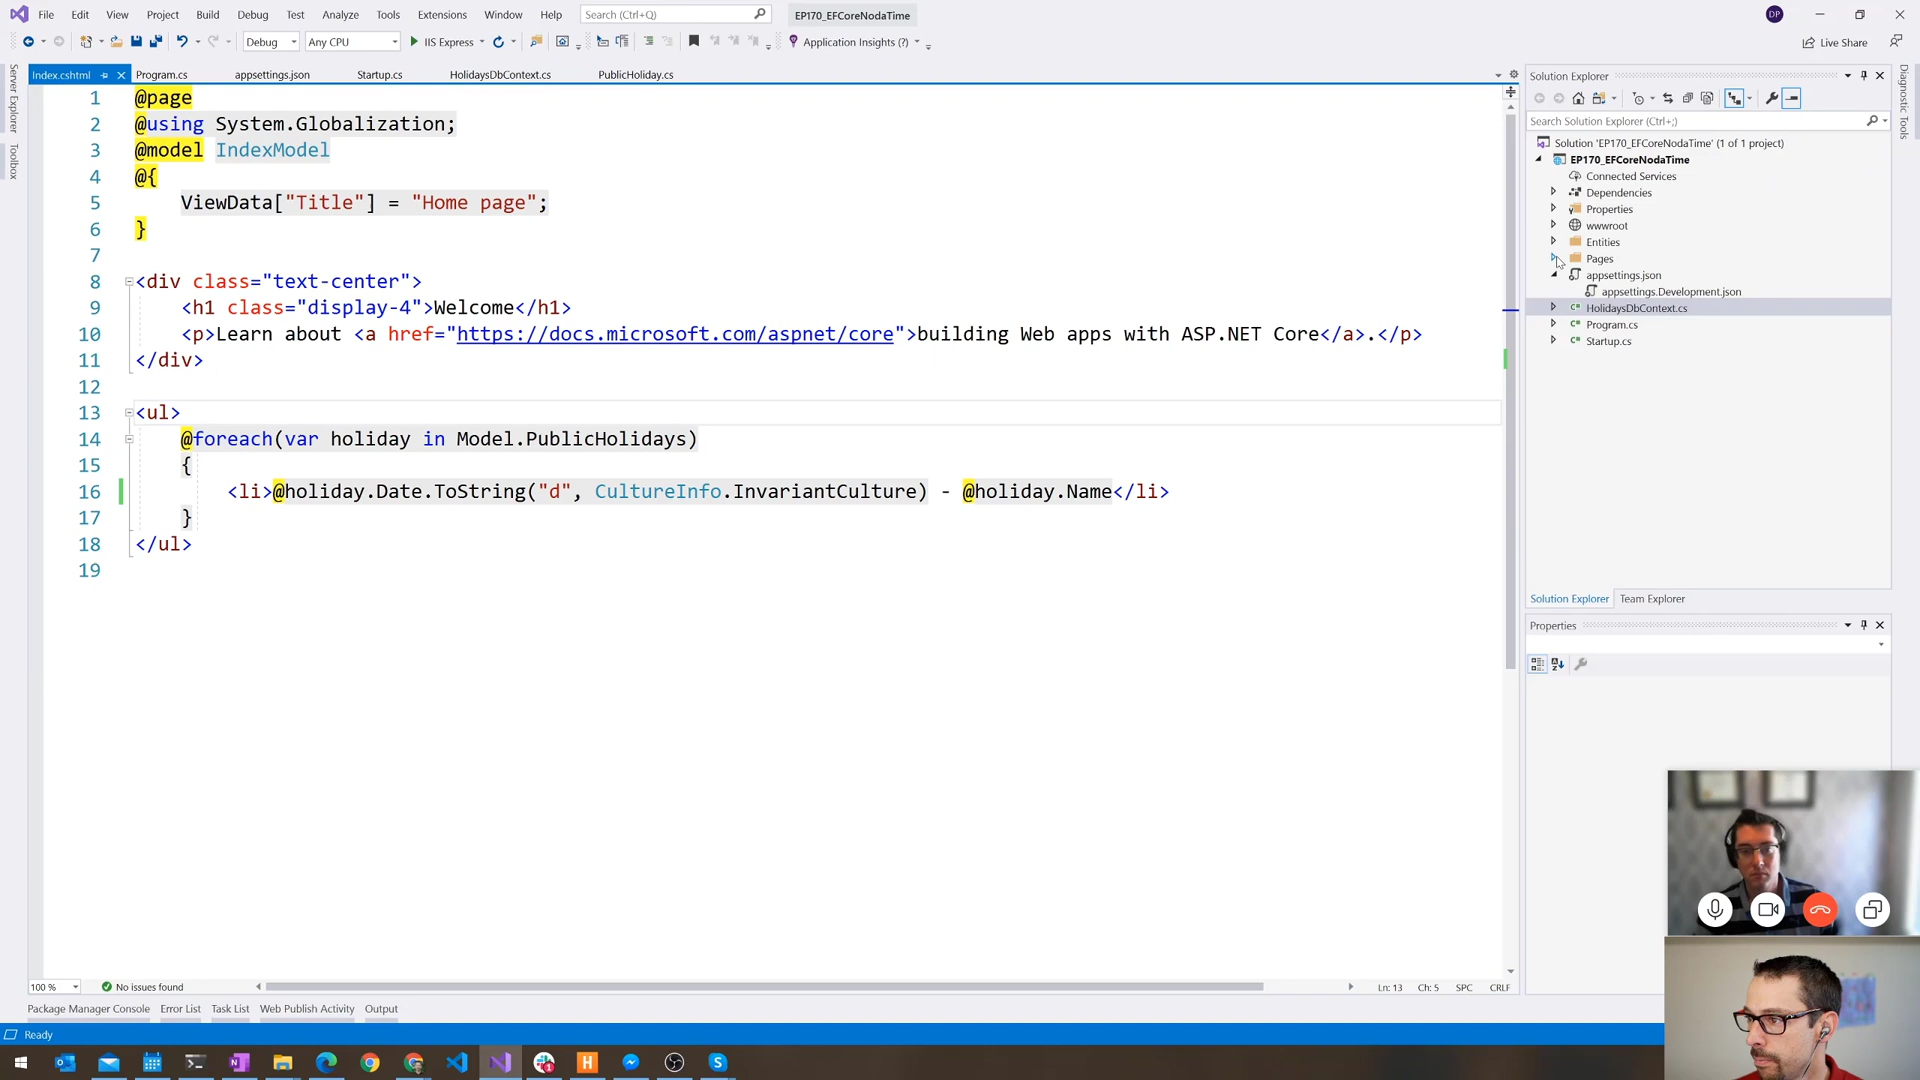 File Edit View Project Build Debug Test Analyze Tools Extensions Window Help Search (Ctrl+Q) EP170_EFCoreNodaTime DP
Debug Any CPU IIS Express Application Insights (?) Live Share
Index.cshtml Program.cs appsettings.json Startup.cs HolidaysDbContext.cs PublicHoliday.cs
Server Explorer
Toolbox
1 @page
2 @using System.Globalization;
3 @model IndexModel
4 @{
5 ViewData["Title"] = "Home page";
6 }
7
8 <div class="text-center">
9 <h1 class="display-4">Welcome</h1>
10 <p>Learn about <a href="https://docs.microsoft.com/aspnet/core">building Web apps with ASP.NET Core</a>.</p>
11 </div>
12
13 <ul>
14 @foreach(var holiday in Model.PublicHolidays)
15 {
16 <li>@holiday.Date.ToString("d", CultureInfo.InvariantCulture) - @holiday.Name</li>
17 }
18 </ul>
19
100 % No issues found Ln: 13 Ch: 5 SPC CRLF
Package Manager Console Error List Task List Web Publish Activity Output
Ready
Solution Explorer
Search Solution Explorer (Ctrl+;)
Solution 'EP170_EFCoreNodaTime' (1 of 1 project)
EP170_EFCoreNodaTime
Connected Services
Dependencies
Properties
wwwroot
Entities
Pages
appsettings.json
appsettings.Development.json
HolidaysDbContext.cs
Program.cs
Startup.cs
Solution Explorer Team Explorer
Properties
Diagnostic Tools